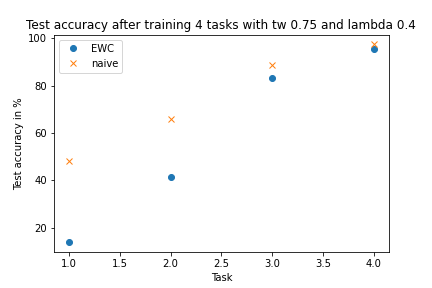 Test accuracy after training 4 tasks with tw 0.75 and lambda 0.4
100
80
60
40
20
Test accuracy in %
EWC
naive
1.0 1.5 2.0 2.5 3.0 3.5 4.0
Task